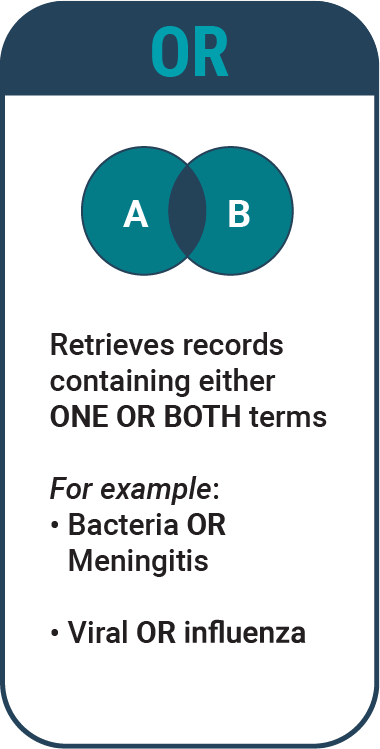 OR
A B
Retrieves records
containing either
ONE OR BOTH terms
For example:
• Bacteria OR
Meningitis
• Viral OR influenza